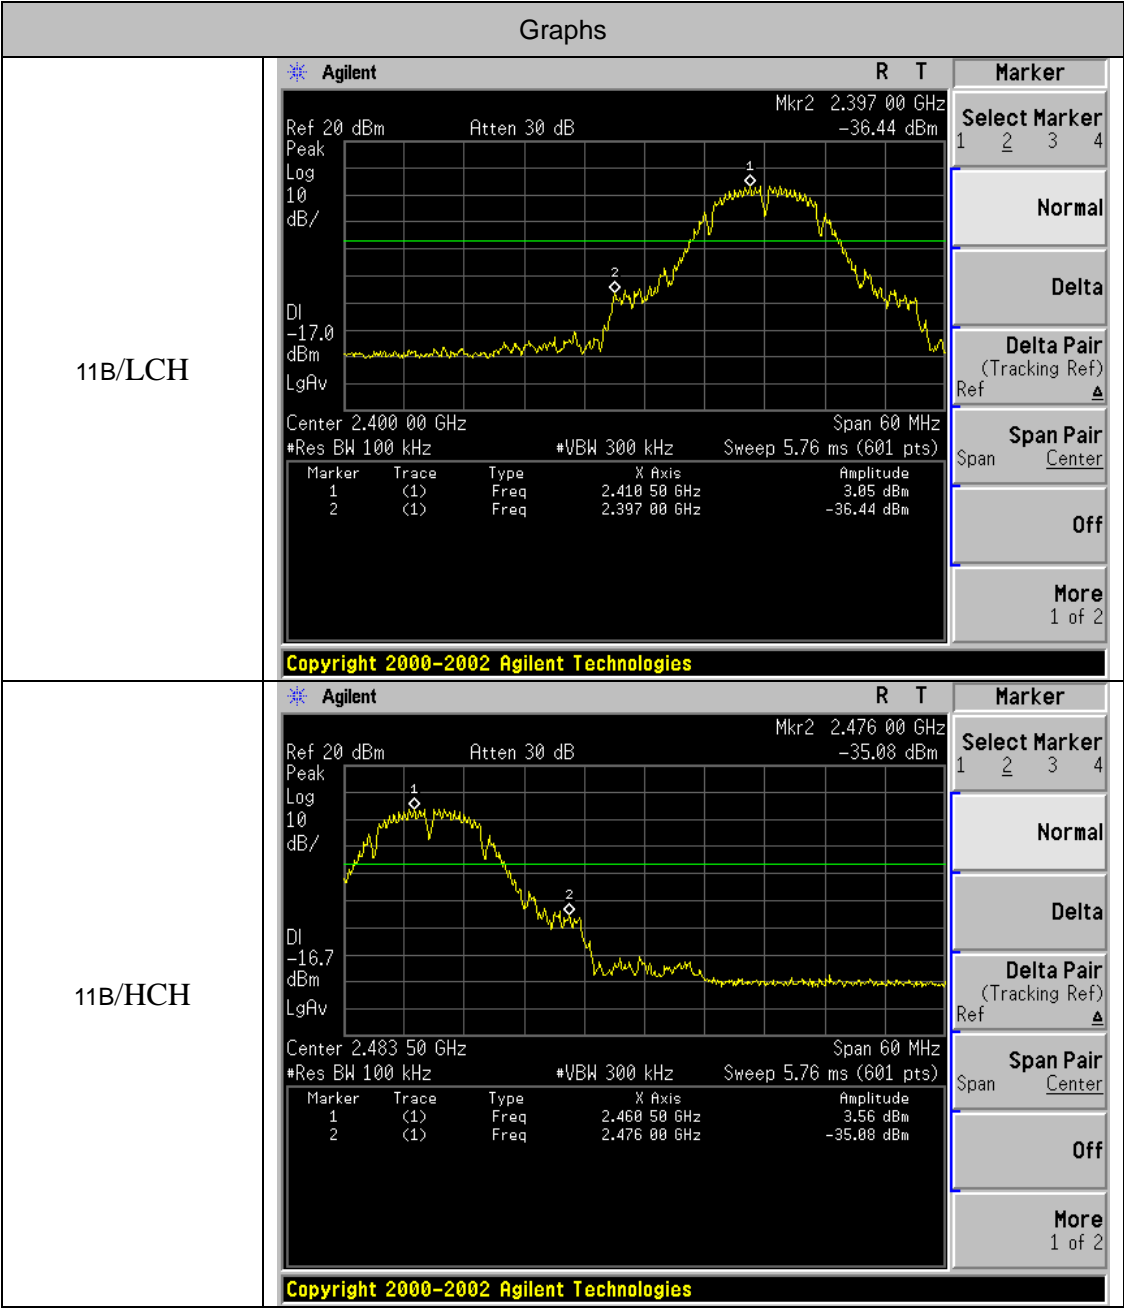 Graphs
11B/LCH
Agilent R T Marker
Mkr2 2.397 00 GHz
Ref 20 dBm Atten 30 dB -36.44 dBm
Select Marker
1 2 3 4
Peak
Log
10
dB/
1
2
Normal
Delta
DI
-17.0
dBm
LgAv
Delta Pair
(Tracking Ref)
Ref Δ
Center 2.400 00 GHz Span 60 MHz
#Res BW 100 kHz #VBW 300 kHz Sweep 5.76 ms (601 pts)
Span Pair
Span Center
Marker Trace Type X Axis Amplitude
1 (1) Freq 2.410 50 GHz 3.05 dBm
2 (1) Freq 2.397 00 GHz -36.44 dBm
Off
More
1 of 2
Copyright 2000-2002 Agilent Technologies
11B/HCH
Agilent R T Marker
Mkr2 2.476 00 GHz
Ref 20 dBm Atten 30 dB -35.08 dBm
Select Marker
1 2 3 4
Peak
Log
10
dB/
1
2
Normal
Delta
DI
-16.7
dBm
LgAv
Delta Pair
(Tracking Ref)
Ref Δ
Center 2.483 50 GHz Span 60 MHz
#Res BW 100 kHz #VBW 300 kHz Sweep 5.76 ms (601 pts)
Span Pair
Span Center
Marker Trace Type X Axis Amplitude
1 (1) Freq 2.460 50 GHz 3.56 dBm
2 (1) Freq 2.476 00 GHz -35.08 dBm
Off
More
1 of 2
Copyright 2000-2002 Agilent Technologies